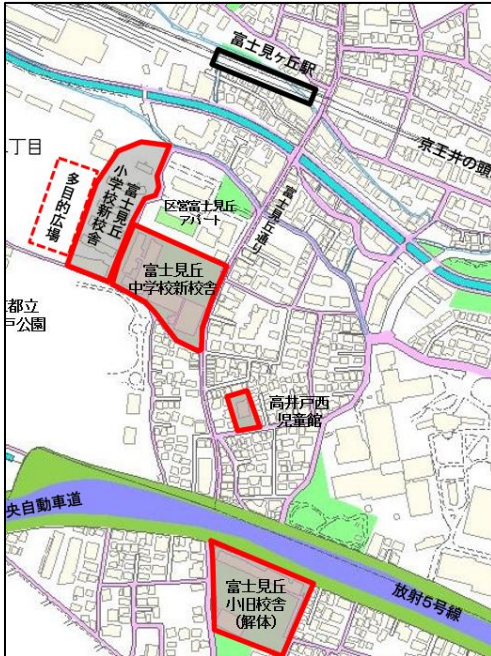 富士見ヶ丘駅
京王井の頭
丁目
多目的広場
富士見丘
小学校新校舎
区営富士見丘
アパート
富士見丘通り
富士見丘
中学校新校舎
都立
戸公園
高井戸西
児童館
央自動車道
放射5号線
富士見丘
小旧校舎
(解体)